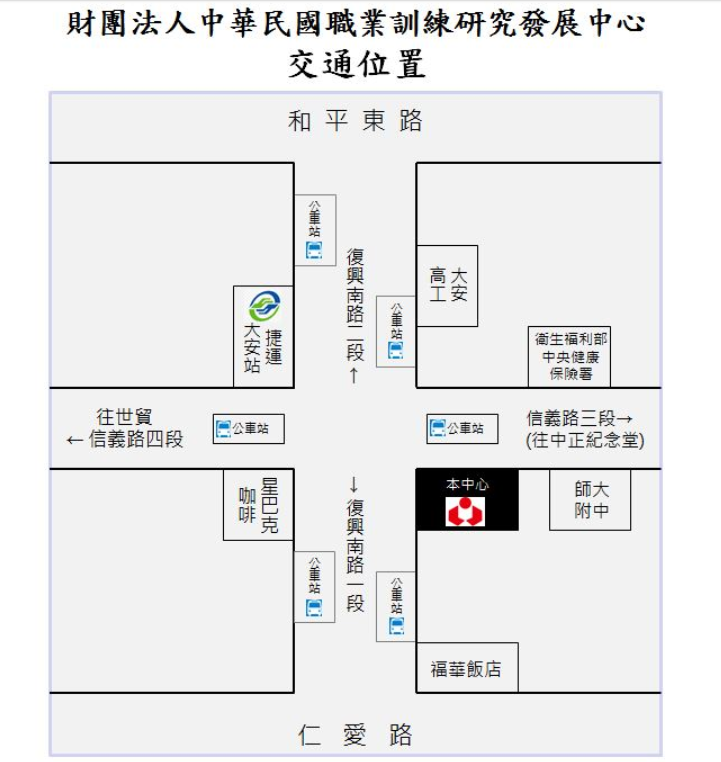 財團法人中華民國職業訓練研究發展中心
交通位置
和平東路
公車站
復興南路二段↑
大安高工
公車站
捷運大安站
衛生福利部
中央健康
保險署
往世貿
←信義路四段
公車站
公車站
信義路三段→
(往中正紀念堂)
星巴克咖啡
↓復興南路一段
本中心
師大
附中
公車站
公車站
福華飯店
仁愛路